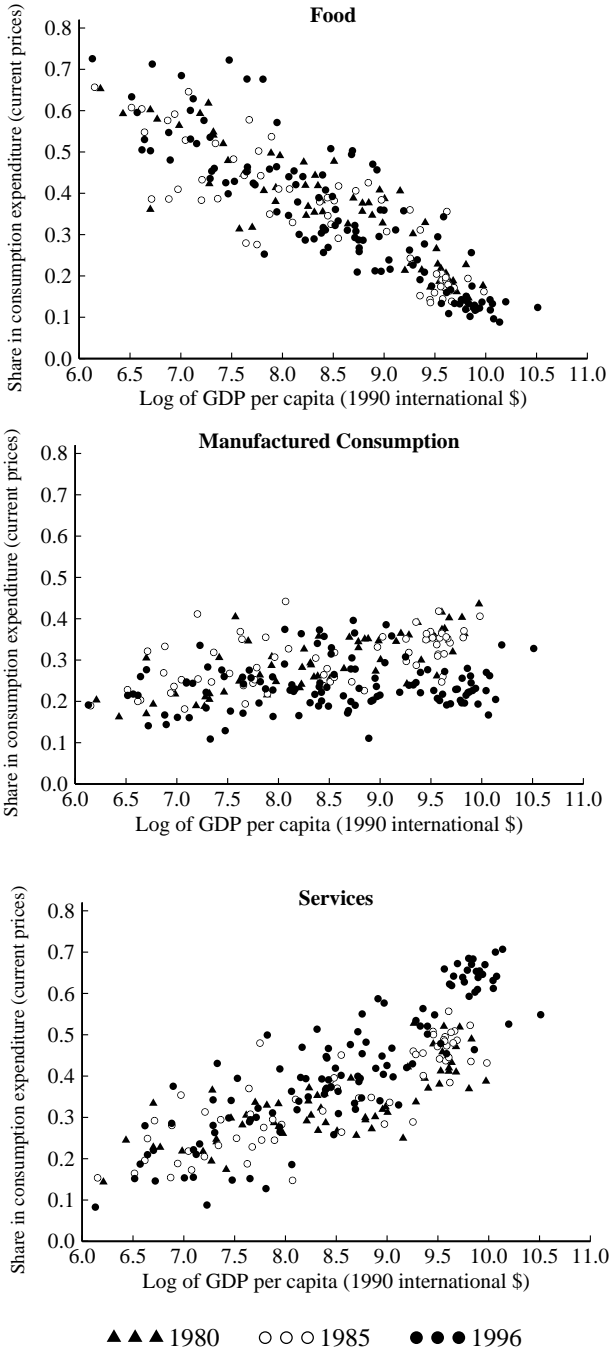 Food
Share in consumption expenditure (current prices)
0.8
0.7
0.6
0.5
0.4
0.3
0.2
0.1
0.0
6.0 6.5 7.0 7.5 8.0 8.5 9.0 9.5 10.0 10.5 11.0
Log of GDP per capita (1990 international $)
Manufactured Consumption
Share in consumption expenditure (current prices)
0.8
0.7
0.6
0.5
0.4
0.3
0.2
0.1
0.0
6.0 6.5 7.0 7.5 8.0 8.5 9.0 9.5 10.0 10.5 11.0
Log of GDP per capita (1990 international $)
Services
Share in consumption expenditure (current prices)
0.8
0.7
0.6
0.5
0.4
0.3
0.2
0.1
0.0
6.0 6.5 7.0 7.5 8.0 8.5 9.0 9.5 10.0 10.5 11.0
Log of GDP per capita (1990 international $)
1980 1985 1996